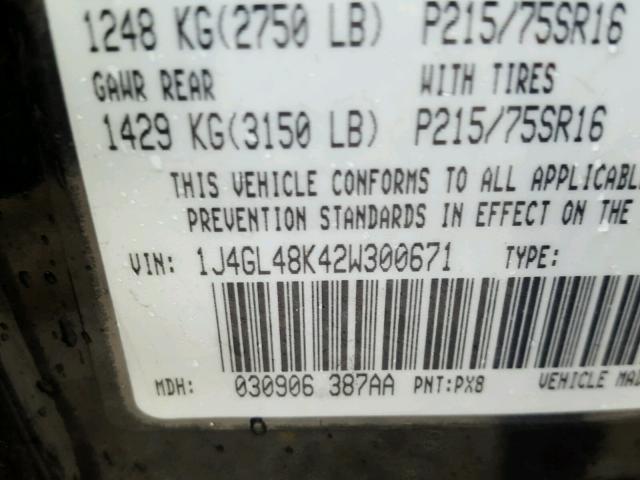 1248 KG(2750 LB) P215/75SR16
GAWR REAR WITH TIRES
1429 KG(3150 LB) P215/75SR16
THIS VEHICLE CONFORMS TO ALL APPLICABL
PREVENTION STANDARDS IN EFFECT ON THE
VIN: 1J4GL48K42W300671 TYPE:
MDH: 030906 387AA PNT:PX8 VEHICLE MAD